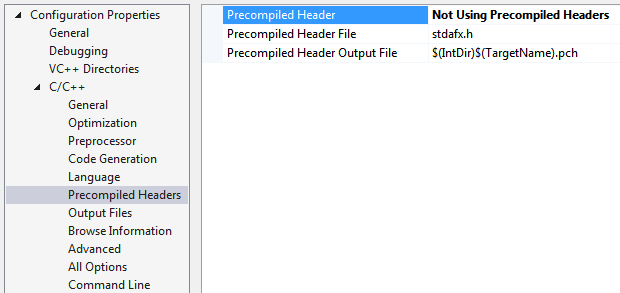 Configuration Properties
General
Debugging
VC++ Directories
C/C++
General
Optimization
Preprocessor
Code Generation
Language
Precompiled Headers
Output Files
Browse Information
Advanced
All Options
Command Line
Precompiled Header Not Using Precompiled Headers
Precompiled Header File stdafx.h
Precompiled Header Output File $(IntDir)$(TargetName).pch